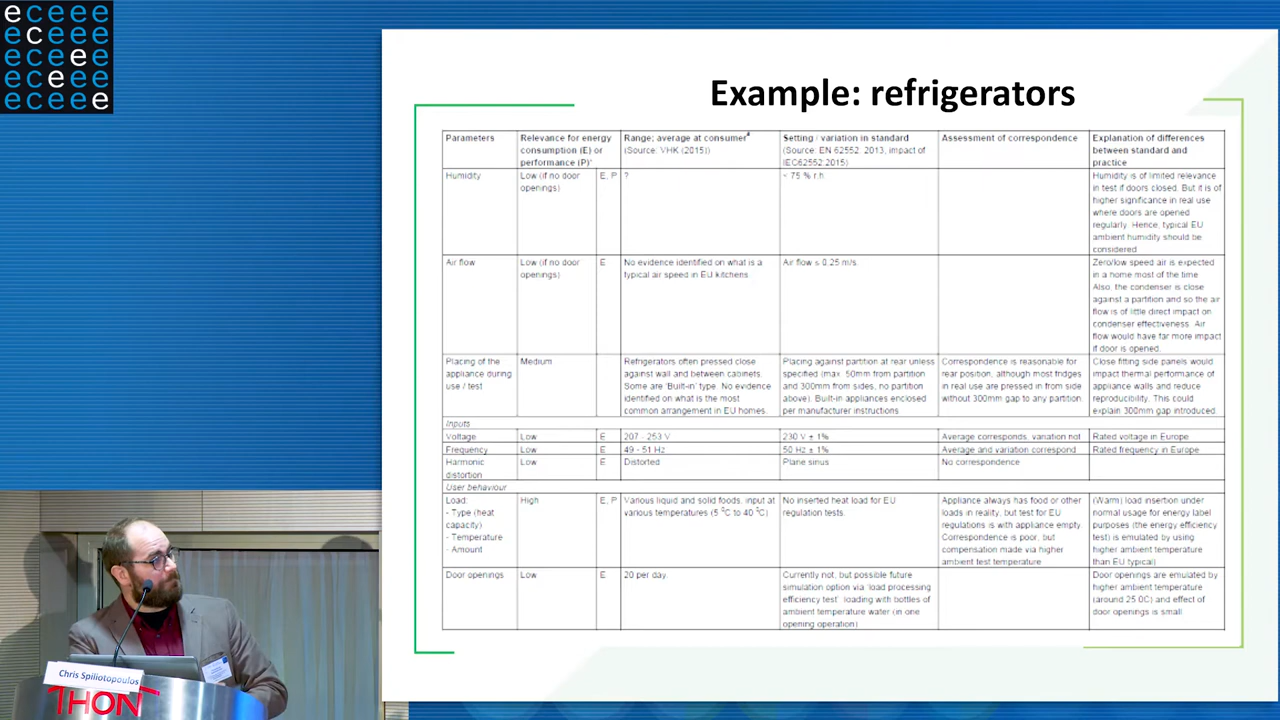 eceee
eceee
eceee
eceee
eceee
Example: refrigerators
Parameters
Relevance for energy
consumption (E) or
performance (P)*
Range; average at consumer#
(Source: VHK (2015))
Setting / variation in standard
(Source: EN 62552: 2013, impact of
IEC62552:2015)
Assessment of correspondence
Explanation of differences
between standard and
practice
Humidity
Low (if no door
openings)
E, P
?
< 75 % r.h.
Humidity is of limited relevance
in test if doors closed. But it is of
higher significance in real use
where doors are opened
regularly. Hence, typical EU
ambient humidity should be
considered
Air flow
Low (if no door
openings)
E
No evidence identified on what is a
typical air speed in EU kitchens.
Air flow ≤ 0.25 m/s.
Zero/low speed air is expected
in a home most of the time
Also, the condenser is close
against a partition and so the air
flow is of little direct impact on
condenser effectiveness. Air
flow would have far more impact
if door is opened.
Placing of the
appliance during
use / test
Medium
Refrigerators often pressed close
against wall and between cabinets.
Some are 'Built-in' type. No evidence
identified on what is the most
common arrangement in EU homes.
Placing against partition at rear unless
specified (max. 50mm from partition
and 300mm from sides, no partition
above). Built-in appliances enclosed
per manufacturer instructions
Correspondence is reasonable for
rear position, although most fridges
in real use are pressed in from side
without 300mm gap to any partition
Close fitting side panels would
impact thermal performance of
appliance walls and reduce
reproducibility. This could
explain 300mm gap introduced.
Inputs
Voltage
Low
E
207 - 253 V
230 V ± 1%
Average corresponds, variation not
Rated voltage in Europe
Frequency
Low
E
49 - 51 Hz
50 Hz ± 1%
Average and variation correspond
Rated frequency in Europe
Harmonic
distortion
Low
E
Distorted
Plane sinus
No correspondence
User behaviour
Load:
- Type (heat
capacity)
- Temperature
- Amount
High
E, P
Various liquid and solid foods, input at
various temperatures (5 °C to 40 °C)
No inserted heat load for EU
regulation tests.
Appliance always has food or other
loads in reality, but test for EU
regulations is with appliance empty.
Correspondence is poor, but
compensation made via higher
ambient test temperature
(Warm) load insertion under
normal usage for energy label
purposes (the energy efficiency
test) is emulated by using
higher ambient temperature
than EU typical)
Door openings
Low
E
20 per day.
Currently not, but possible future
simulation option via 'load processing
efficiency test' loading with bottles of
ambient temperature water (in one
opening operation)
Door openings are emulated by
higher ambient temperature
(around 25 0C) and effect of
door openings is small.
Chris Spiliotopoulos
THON